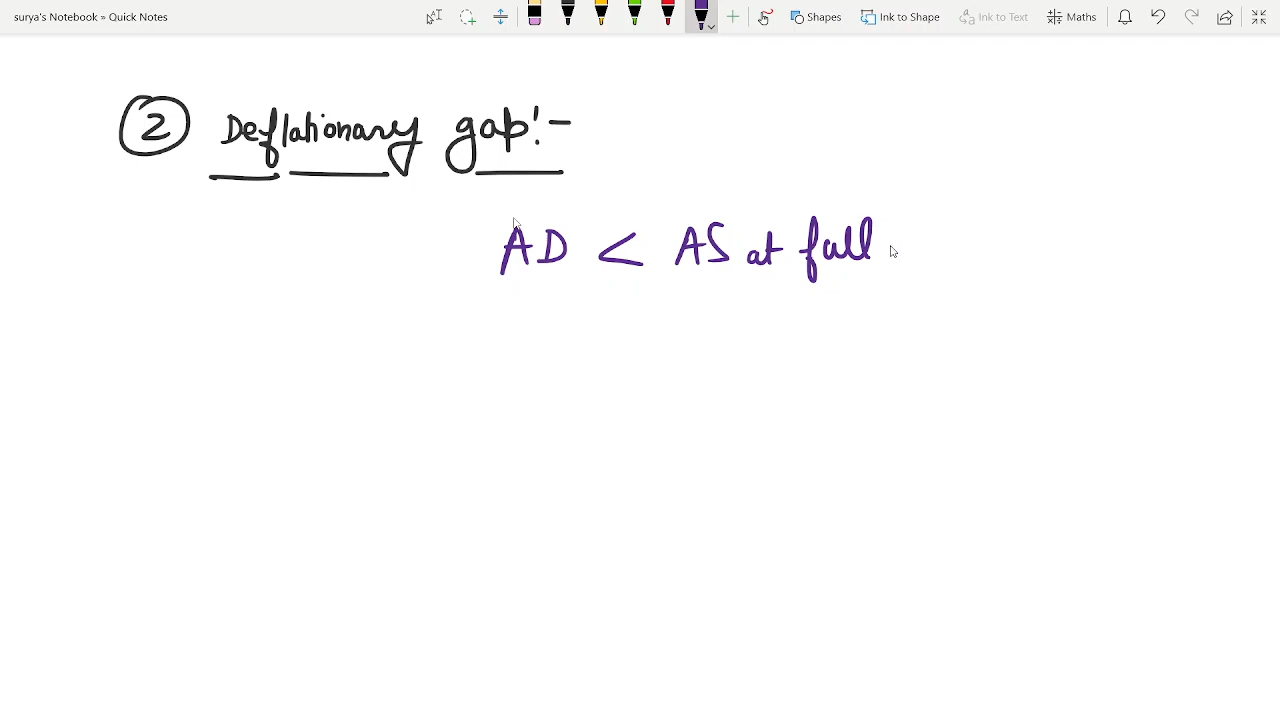 surya's Notebook » Quick Notes
Shapes Ink to Shape Ink to Text Maths
2 Deflationary gap:-
AD < AS at full